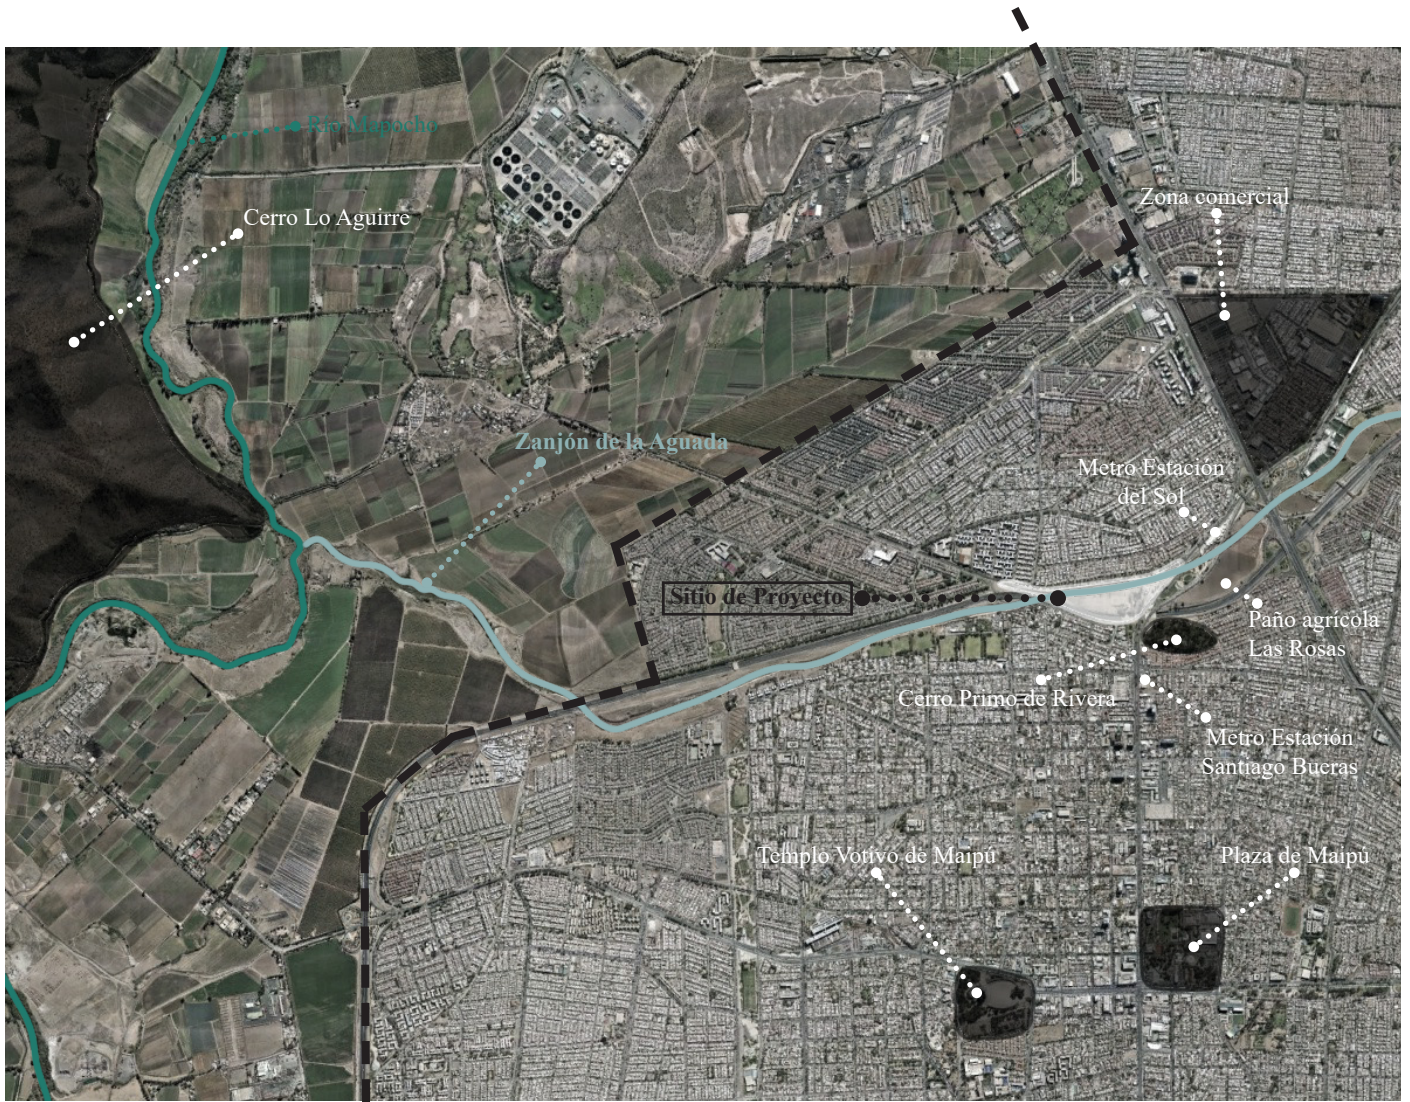 Río Mapocho
Cerro Lo Aguirre
Zona comercial
Zanjón de la Aguada
Metro Estación
del Sol
Sitio de Proyecto
Paño agrícola
Las Rosas
Cerro Primo de Rivera
Metro Estación
Santiago Bueras
Templo Votivo de Maipú
Plaza de Maipú